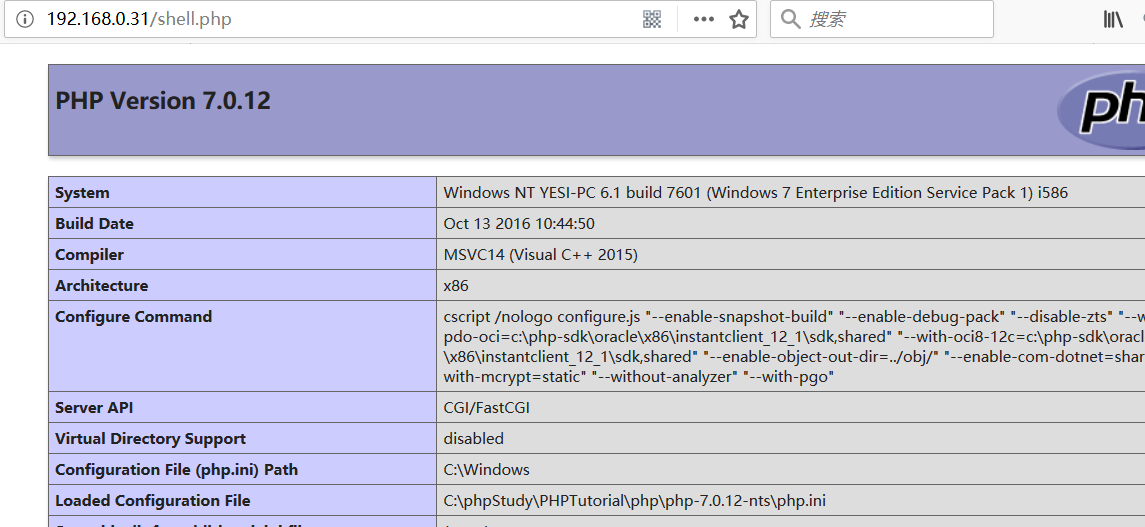 192.168.0.31/shell.php
搜索
PHP Version 7.0.12
System Windows NT YESI-PC 6.1 build 7601 (Windows 7 Enterprise Edition Service Pack 1) i586
Build Date Oct 13 2016 10:44:50
Compiler MSVC14 (Visual C++ 2015)
Architecture x86
Configure Command cscript /nologo configure.js "--enable-snapshot-build" "--enable-debug-pack" "--disable-zts" "--w
pdo-oci=c:\php-sdk\oracle\x86\instantclient_12_1\sdk,shared" "--with-oci8-12c=c:\php-sdk\orac
\x86\instantclient_12_1\sdk,shared" "--enable-object-out-dir=../obj/" "--enable-com-dotnet=shar
with-mcrypt=static" "--without-analyzer" "--with-pgo"
Server API CGI/FastCGI
Virtual Directory Support disabled
Configuration File (php.ini) Path C:\Windows
Loaded Configuration File C:\phpStudy\PHPTutorial\php\php-7.0.12-nts\php.ini